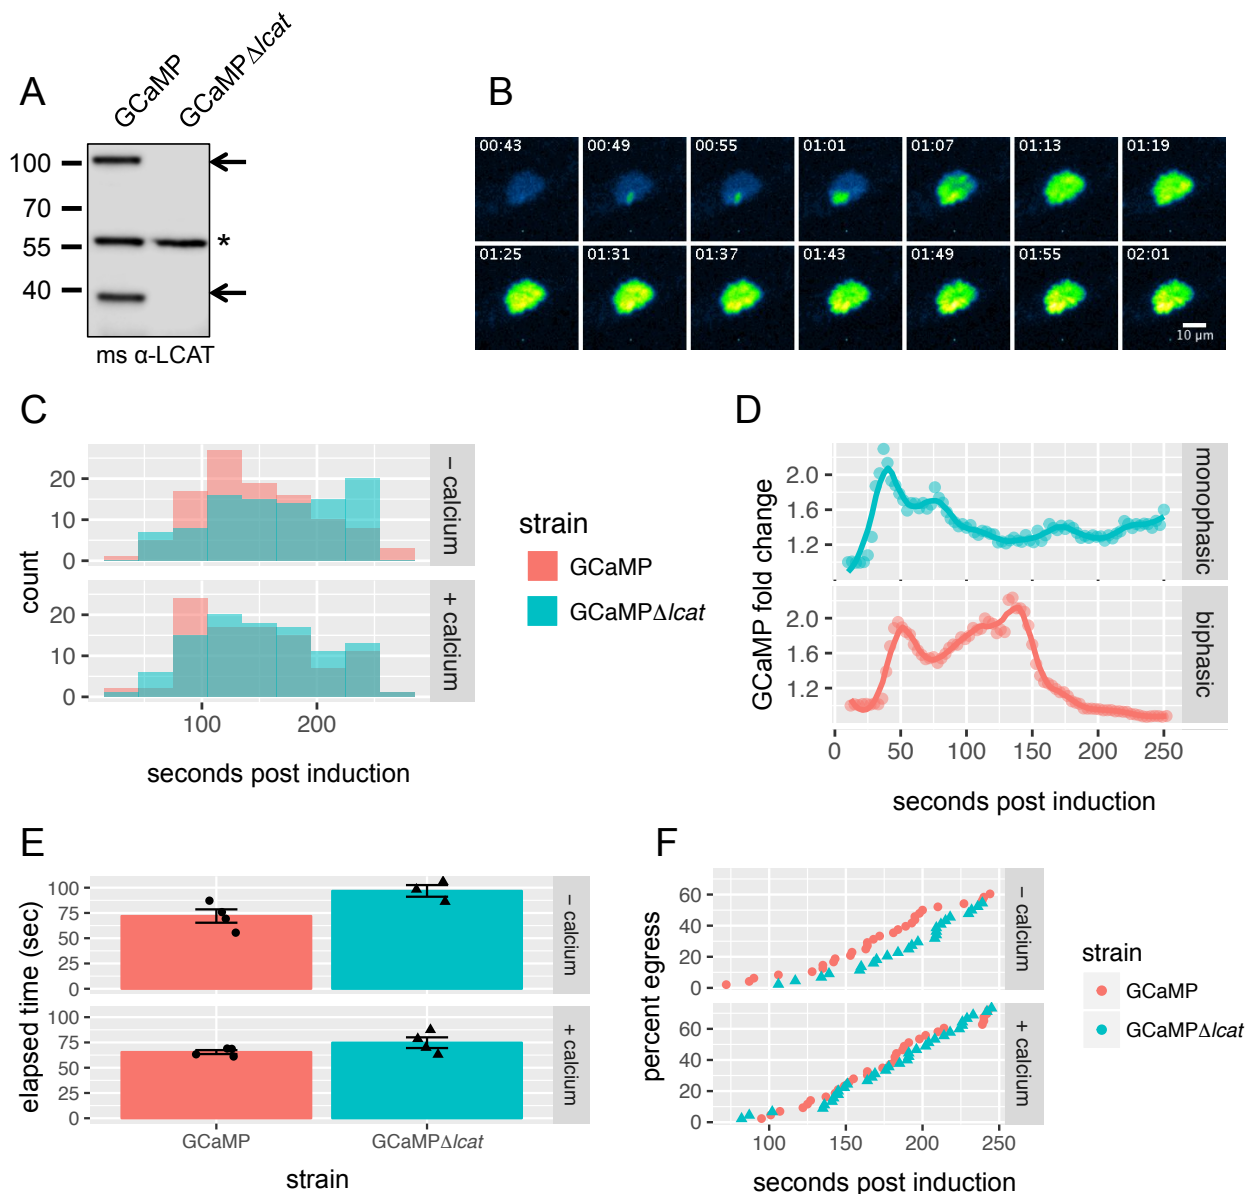 A
GCaMP
GCaMPΔlcat
100
70
55
40
*
ms α-LCAT
B
00:43
00:49
00:55
01:01
01:07
01:13
01:19
01:25
01:31
01:37
01:43
01:49
01:55
02:01
10 µm
C
count
20
10
0
20
10
0
− calcium
+ calcium
100
200
seconds post induction
strain
GCaMP
GCaMPΔlcat
D
GCaMP fold change
2.0
1.6
1.2
2.0
1.6
1.2
monophasic
biphasic
0
50
100
150
200
250
seconds post induction
E
elapsed time (sec)
100
75
50
25
0
100
75
50
25
0
− calcium
+ calcium
GCaMP
GCaMPΔlcat
strain
F
percent egress
60
40
20
0
60
40
20
0
− calcium
+ calcium
100
150
200
250
seconds post induction
strain
GCaMP
GCaMPΔlcat